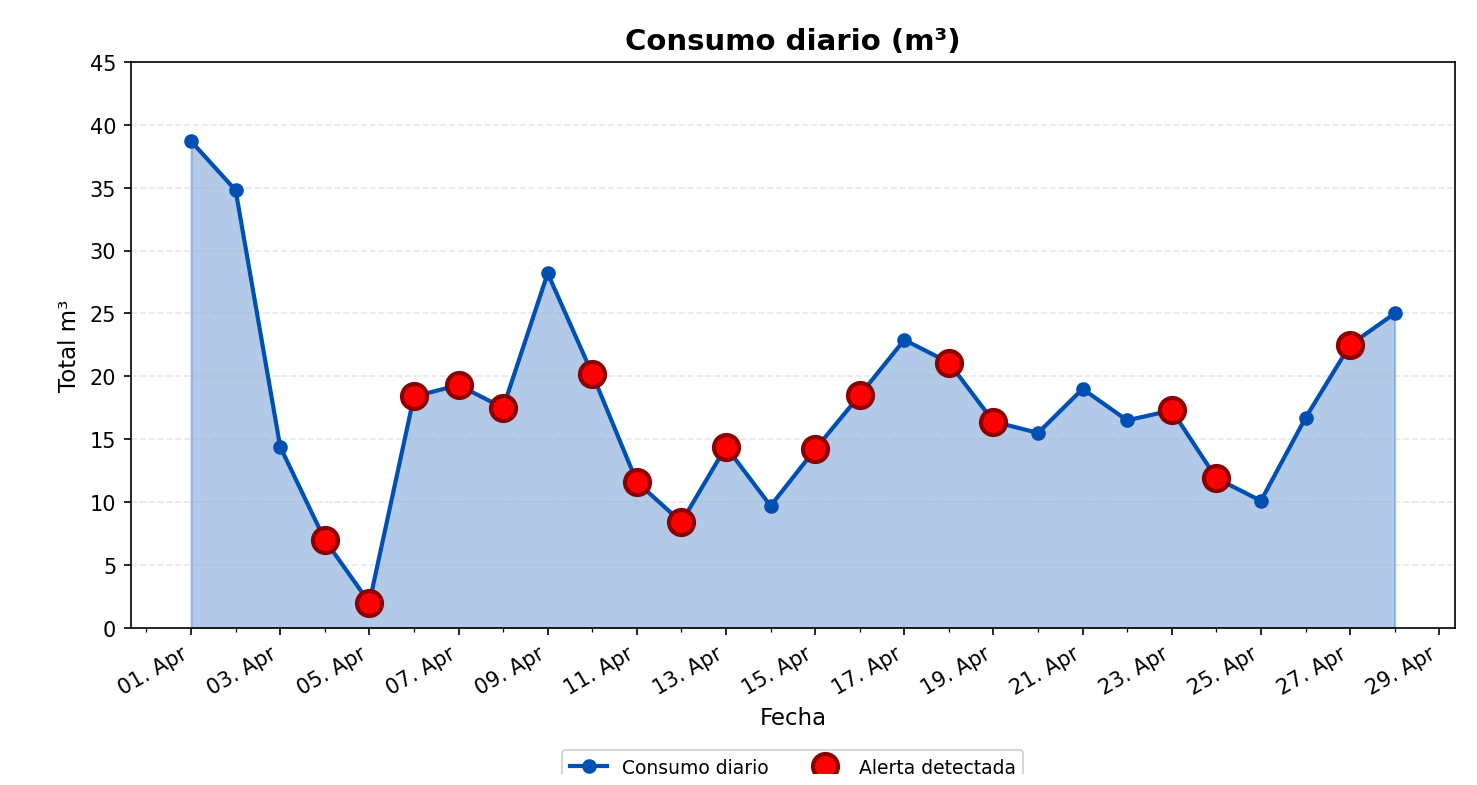 Consumo diario (m³)
45
40
35
30
25
20
15
10
5
0
Total m³
01. Apr
03. Apr
05. Apr
07. Apr
09. Apr
11. Apr
13. Apr
15. Apr
17. Apr
19. Apr
21. Apr
23. Apr
25. Apr
27. Apr
29. Apr
Fecha
Consumo diario
Alerta detectada